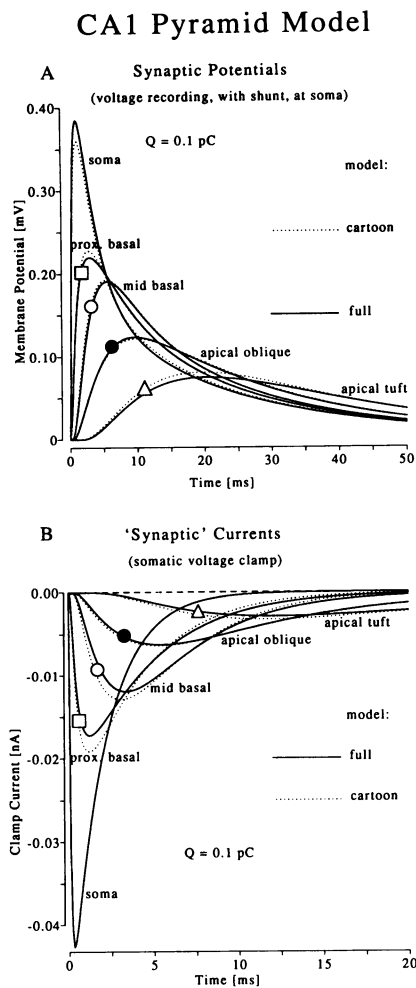 CA1 Pyramid Model
A
Synaptic Potentials
(voltage recording, with shunt, at soma)
0.40
Q = 0.1 pC
soma
model:
0.30
cartoon
prox. basal
0.20
mid basal
full
0.10
apical oblique
apical tuft
0
Membrane Potential [mV]
0 10 20 30 40 50
Time [ms]
B
'Synaptic' Currents
(somatic voltage clamp)
0.00
apical tuft
apical oblique
-0.01
mid basal
model:
full
-0.02
prox. basal
cartoon
-0.03
Q = 0.1 pC
soma
-0.04
Clamp Current [nA]
0 5 10 15 20
Time [ms]